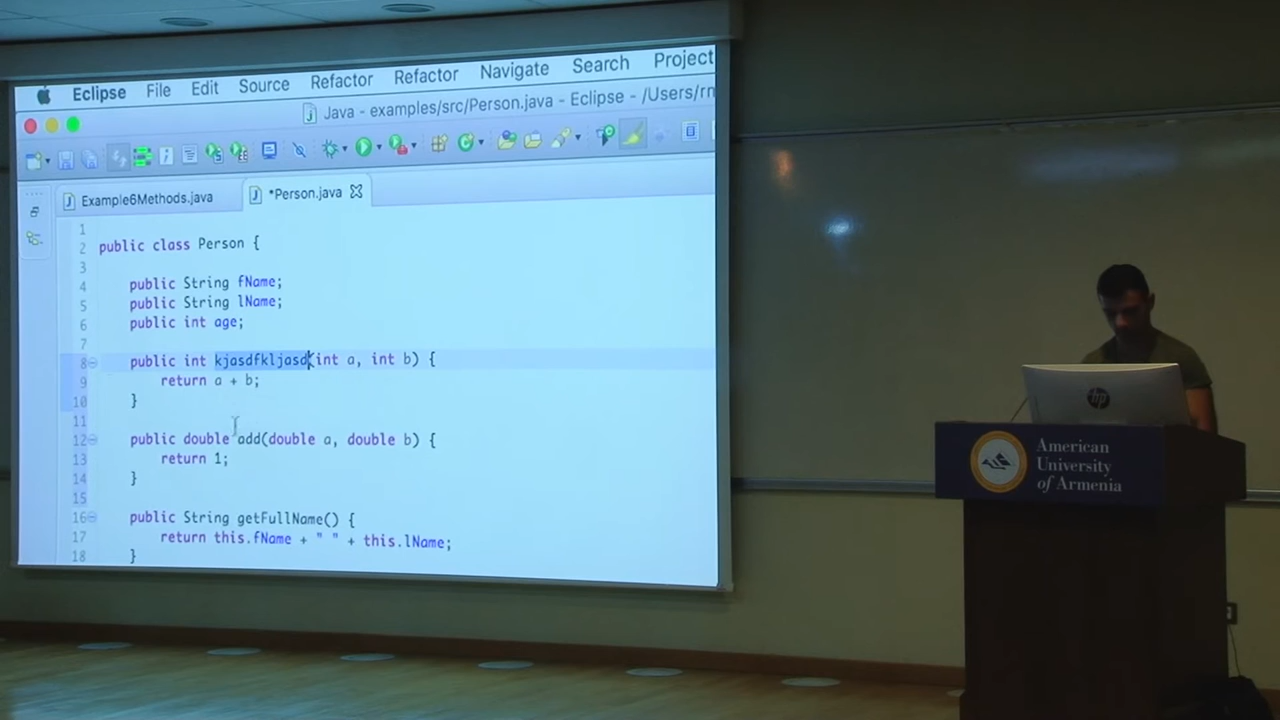 Eclipse File Edit Source Refactor Refactor Navigate Search Project
Java - examples/src/Person.java - Eclipse - /Users/rn
Example6Methods.java *Person.java
1
2 public class Person {
3
4 public String fName;
5 public String lName;
6 public int age;
7
8 public int kjasdfkljasd(int a, int b) {
9 return a + b;
10 }
11
12 public double add(double a, double b) {
13 return 1;
14 }
15
16 public String getFullName() {
17 return this.fName + " " + this.lName;
18 }
hp
American
University
of Armenia